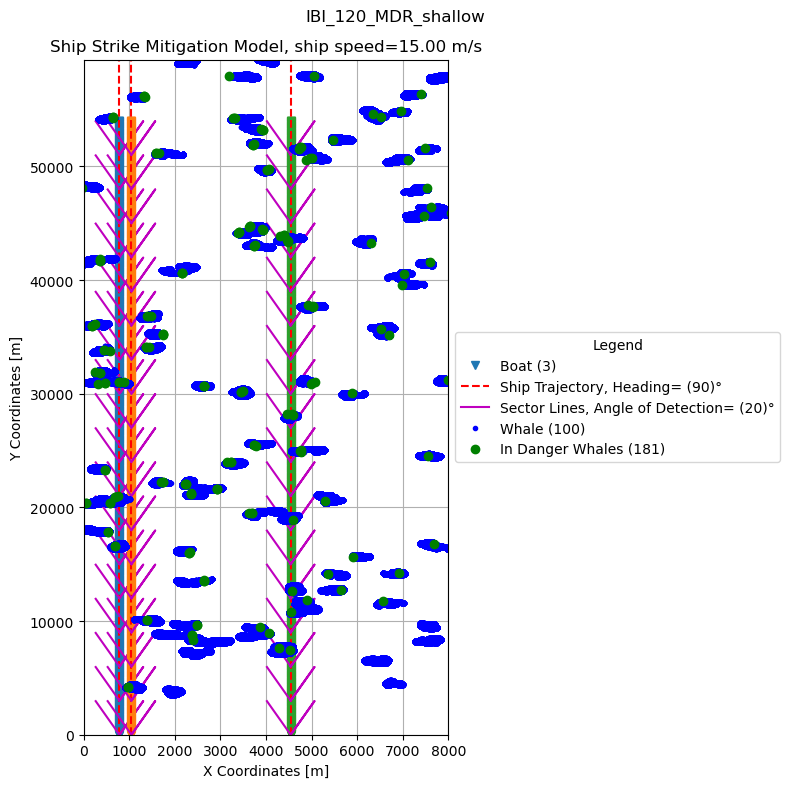 IBI_120_MDR_shallow
Ship Strike Mitigation Model, ship speed=15.00 m/s
Y Coordinates [m]
50000
40000
30000
20000
10000
0
0 1000 2000 3000 4000 5000 6000 7000 8000
X Coordinates [m]
Legend
Boat (3)
Ship Trajectory, Heading= (90)°
Sector Lines, Angle of Detection= (20)°
Whale (100)
In Danger Whales (181)